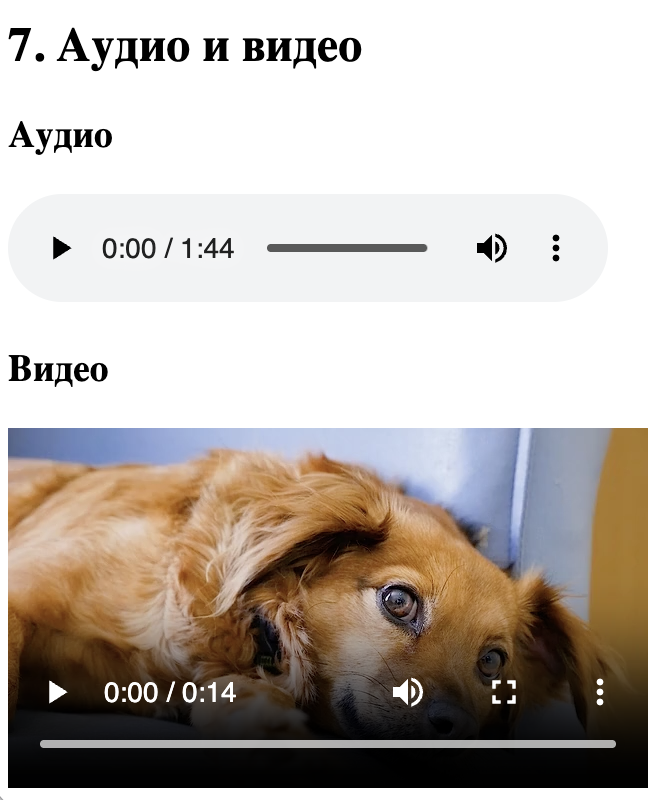 7. Аудио и видео
Аудио
0:00 / 1:44
Видео
0:00 / 0:14